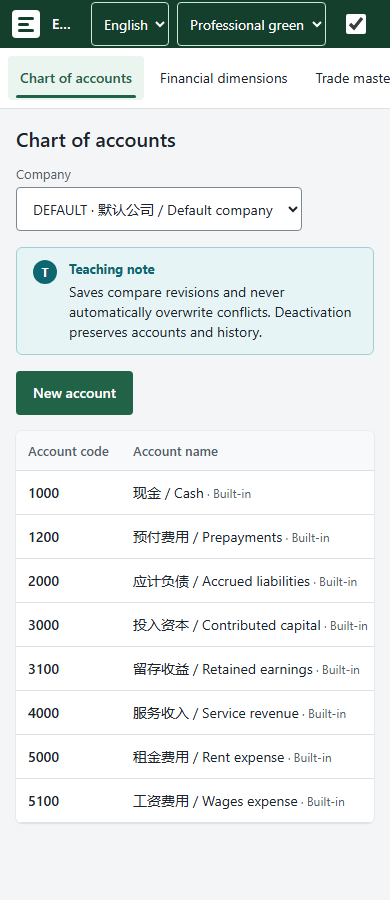 E...
English
Professional green
Chart of accounts
Financial dimensions
Trade maste
Chart of accounts
Company
DEFAULT · 默认公司 / Default company
T
Teaching note
Saves compare revisions and never
automatically overwrite conflicts. Deactivation
preserves accounts and history.
New account
Account code Account name
1000 现金 / Cash · Built-in
1200 预付费用 / Prepayments · Built-in
2000 应计负债 / Accrued liabilities · Built-in
3000 投入资本 / Contributed capital · Built-in
3100 留存收益 / Retained earnings · Built-in
4000 服务收入 / Service revenue · Built-in
5000 租金费用 / Rent expense · Built-in
5100 工资费用 / Wages expense · Built-in